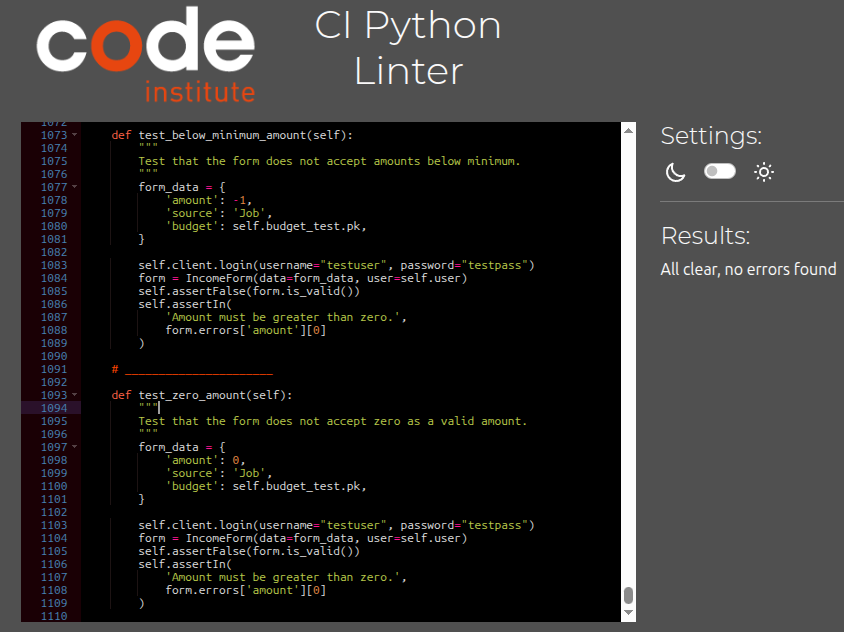 code
institute
CI Python
Linter
1072
1073 def test_below_minimum_amount(self):
1074 """
1075 Test that the form does not accept amounts below minimum.
1076 """
1077 form_data = {
1078 'amount': -1,
1079 'source': 'Job',
1080 'budget': self.budget_test.pk,
1081 }
1082
1083 self.client.login(username="testuser", password="testpass")
1084 form = IncomeForm(data=form_data, user=self.user)
1085 self.assertFalse(form.is_valid())
1086 self.assertIn(
1087 'Amount must be greater than zero.',
1088 form.errors['amount'][0]
1089 )
1090
1091 # ______________________
1092
1093 def test_zero_amount(self):
1094 """
1095 Test that the form does not accept zero as a valid amount.
1096 """
1097 form_data = {
1098 'amount': 0,
1099 'source': 'Job',
1100 'budget': self.budget_test.pk,
1101 }
1102
1103 self.client.login(username="testuser", password="testpass")
1104 form = IncomeForm(data=form_data, user=self.user)
1105 self.assertFalse(form.is_valid())
1106 self.assertIn(
1107 'Amount must be greater than zero.',
1108 form.errors['amount'][0]
1109 )
1110
Settings:
Results:
All clear, no errors found